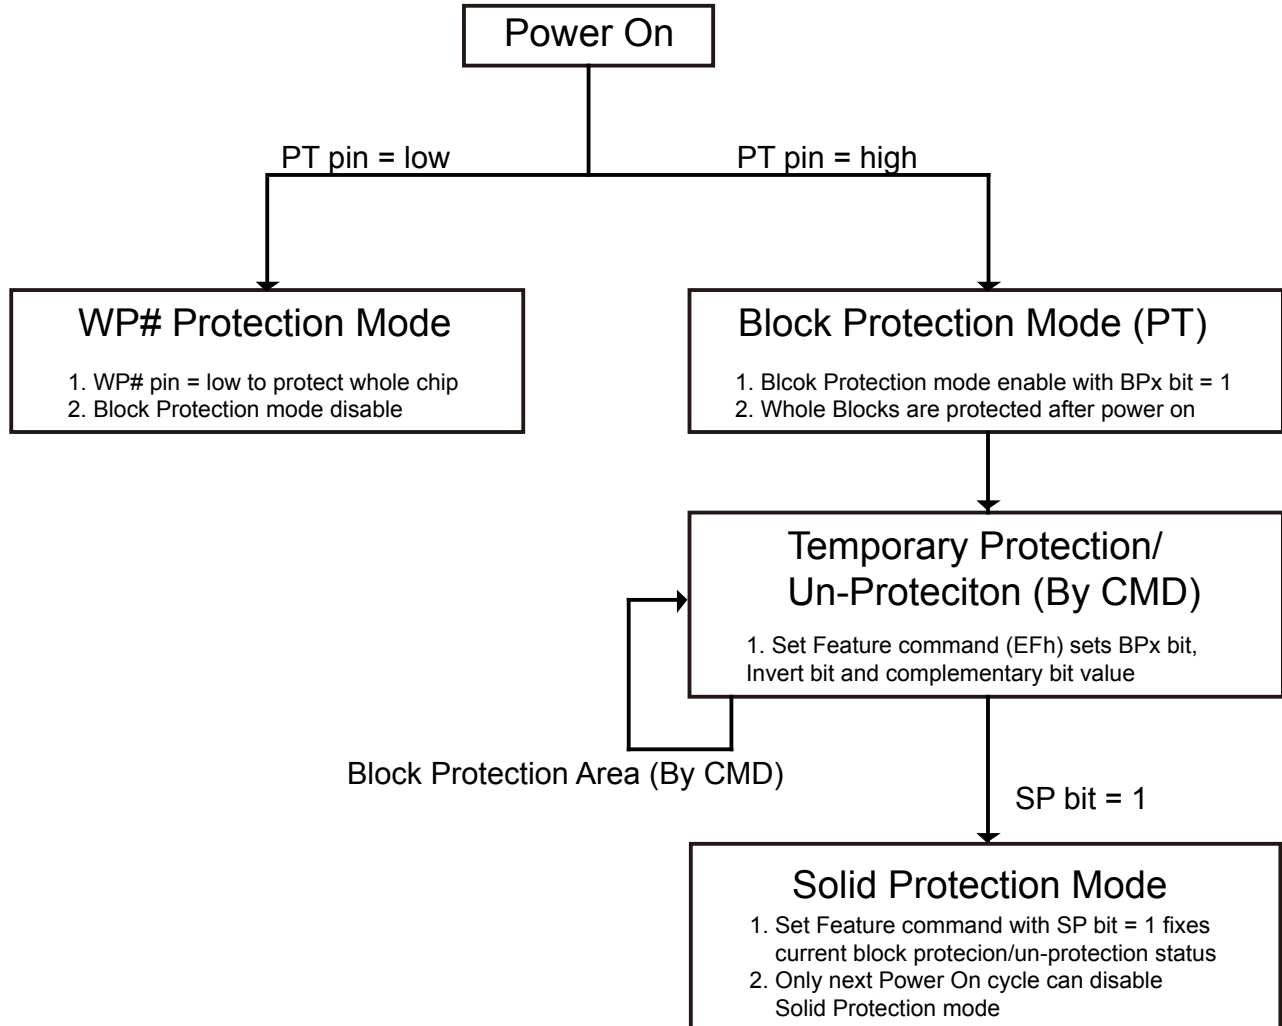 Power On
PT pin = low
PT pin = high
WP# Protection Mode
1. WP# pin = low to protect whole chip
2. Block Protection mode disable
Block Protection Mode (PT)
1. Blcok Protection mode enable with BPx bit = 1
2. Whole Blocks are protected after power on
Temporary Protection/
Un-Proteciton (By CMD)
1. Set Feature command (EFh) sets BPx bit,
Invert bit and complementary bit value
Block Protection Area (By CMD)
SP bit = 1
Solid Protection Mode
1. Set Feature command with SP bit = 1 fixes
current block protecion/un-protection status
2. Only next Power On cycle can disable
Solid Protection mode